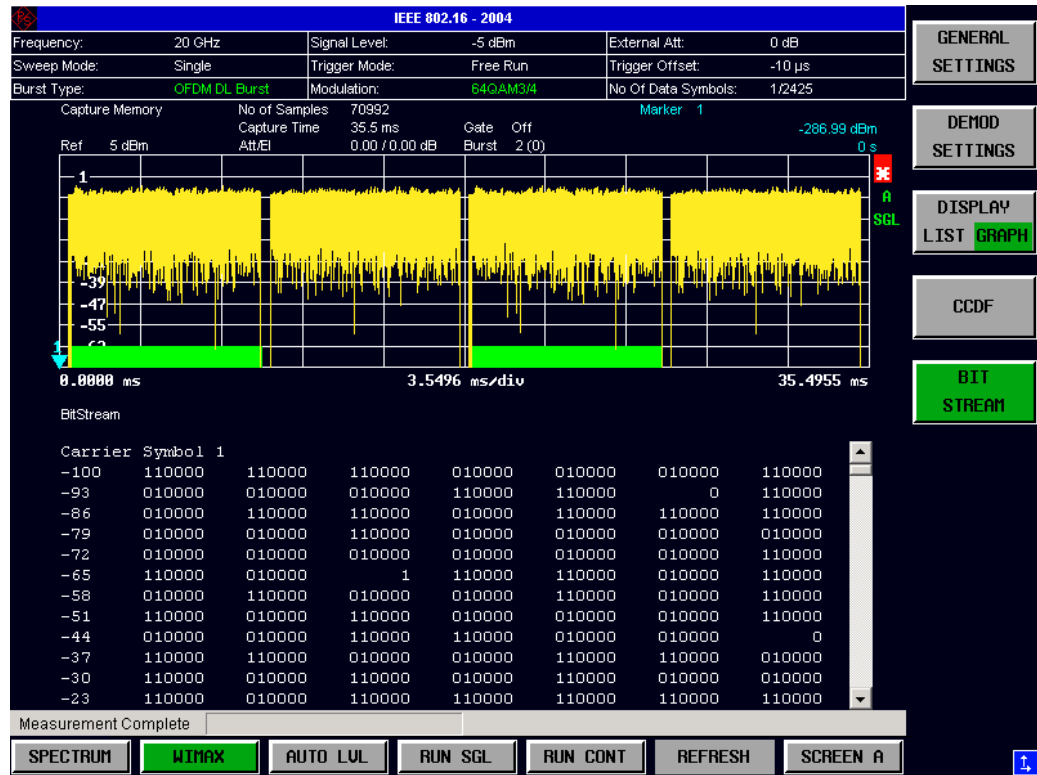 IEEE 802.16 - 2004
Frequency: 20 GHz Signal Level: -5 dBm External Att: 0 dB
Sweep Mode: Single Trigger Mode: Free Run Trigger Offset: -10 µs
Burst Type: OFDM DL Burst Modulation: 64QAM3/4 No Of Data Symbols: 1/2425
Capture Memory No of Samples 70992 Marker 1
Capture Time 35.5 ms Gate Off -286.99 dBm
Ref 5 dBm Att/El 0.00 / 0.00 dB Burst 2 (0) 0 s
1
A
SGL
-39
-47
-55
1
0.0000 ms 3.5496 ms/div 35.4955 ms
BitStream
Carrier Symbol 1
-100 110000 110000 110000 010000 010000 010000 110000
-93 010000 010000 010000 110000 110000 0 110000
-86 010000 110000 110000 010000 110000 110000 110000
-79 010000 010000 110000 010000 010000 010000 010000
-72 010000 010000 010000 010000 010000 010000 110000
-65 110000 010000 1 110000 110000 010000 110000
-58 010000 110000 010000 010000 110000 010000 110000
-51 110000 010000 110000 010000 010000 010000 110000
-44 010000 010000 110000 110000 010000 010000 0
-37 110000 110000 010000 010000 110000 110000 010000
-30 010000 010000 110000 010000 110000 010000 010000
-23 110000 010000 110000 110000 110000 110000 110000
Measurement Complete
SPECTRUM WIMAX AUTO LVL RUN SGL RUN CONT REFRESH SCREEN A
GENERAL
SETTINGS
DEMOD
SETTINGS
DISPLAY
LIST GRAPH
CCDF
BIT
STREAM